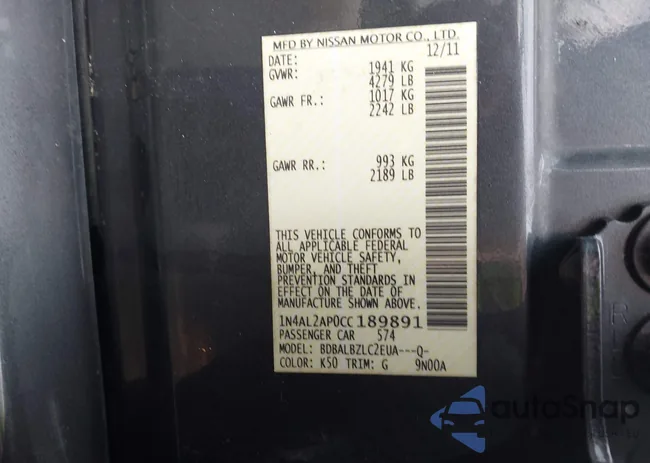 MFD BY NISSAN MOTOR CO., LTD.
DATE: 12/11
GVWR: 1941 KG
4279 LB
GAWR FR.: 1017 KG
2242 LB
GAWR RR.: 993 KG
2189 LB
THIS VEHICLE CONFORMS TO
ALL APPLICABLE FEDERAL
MOTOR VEHICLE SAFETY,
BUMPER, AND THEFT
PREVENTION STANDARDS IN
EFFECT ON THE DATE OF
MANUFACTURE SHOWN ABOVE.
1N4AL2AP0CC189891
PASSENGER CAR 574
MODEL: BDBALBZLC2EUA---Q-
COLOR: K50 TRIM: G 9N00A
autoSnap